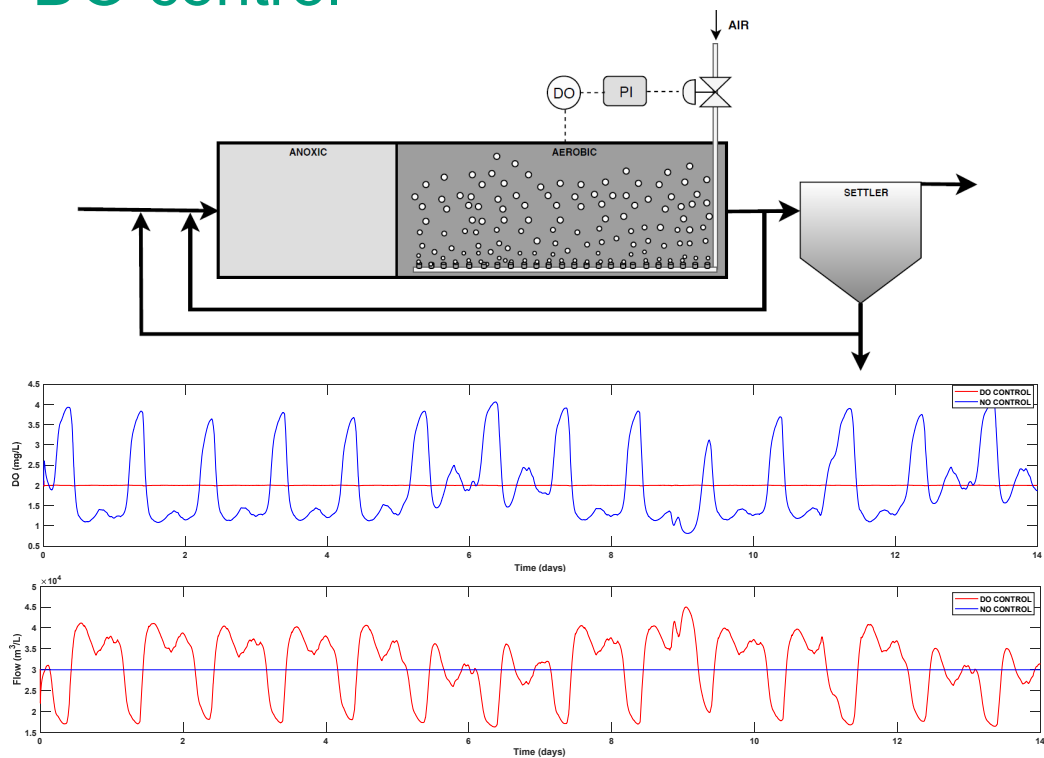 DO control
AIR
DO
PI
ANOXIC
AEROBIC
SETTLER
4.5
4
3.5
3
2.5
2
1.5
1
0.5
DO (mg/L)
DO CONTROL
NO CONTROL
0
2
4
6
8
10
12
14
Time (days)
×10⁴
5
4.5
4
3.5
3
2.5
2
1.5
Flow (m³/L)
DO CONTROL
NO CONTROL
0
2
4
6
8
10
12
14
Time (days)